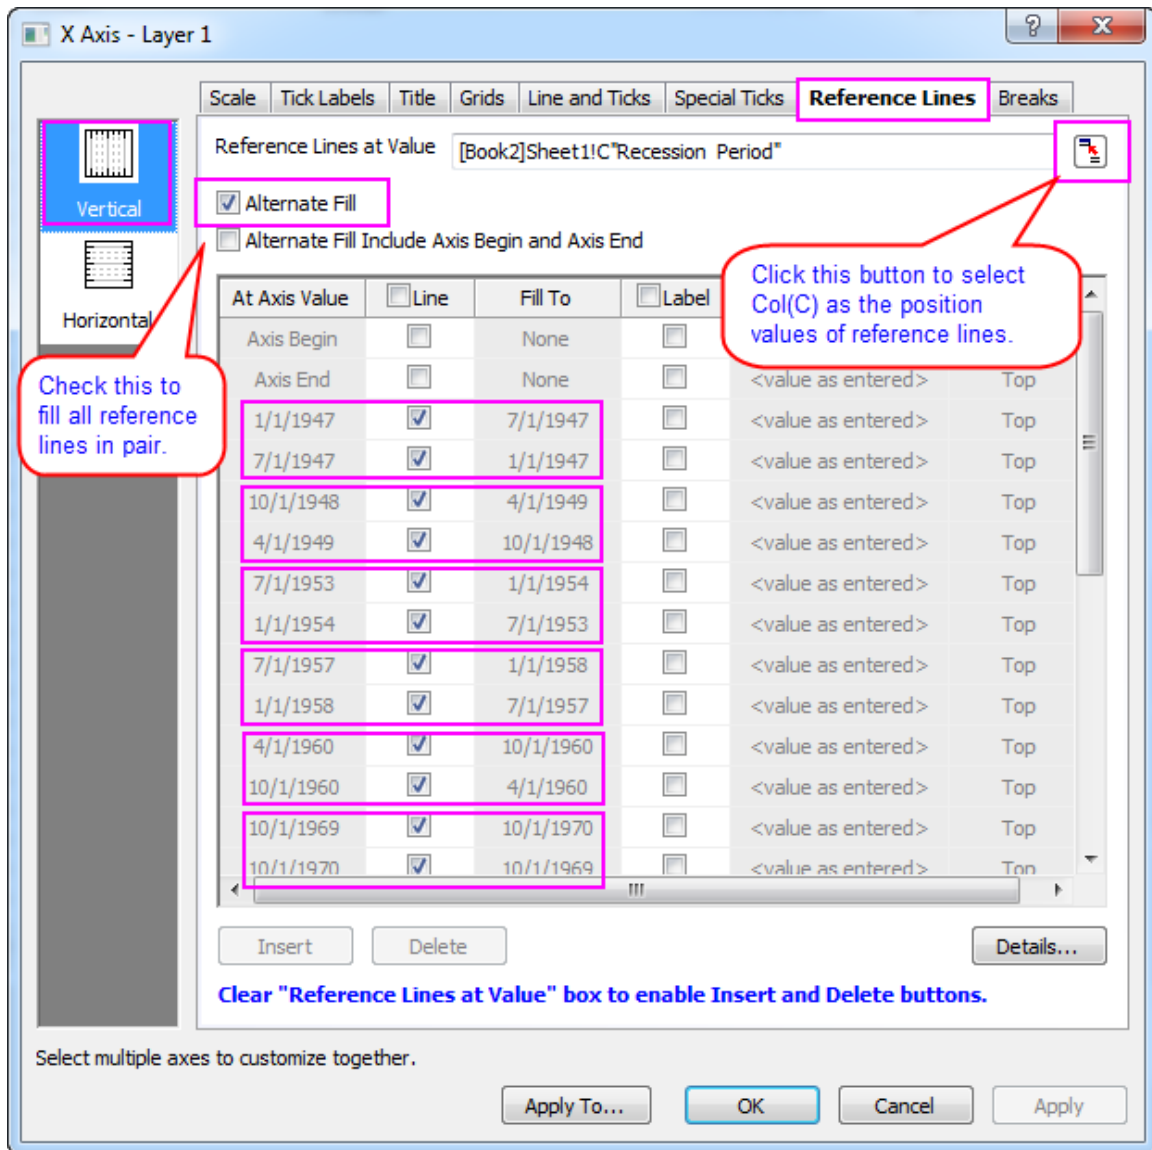 X Axis - Layer 1
Scale Tick Labels Title Grids Line and Ticks Special Ticks Reference Lines Breaks
Vertical
Horizontal
Reference Lines at Value [Book2]Sheet1!C"Recession Period"
Alternate Fill
Alternate Fill Include Axis Begin and Axis End
Click this button to select
Col(C) as the position
values of reference lines.
Check this to
fill all reference
lines in pair.
At Axis Value Line Fill To Label
Axis Begin None
Axis End None <value as entered> Top
1/1/1947 7/1/1947 <value as entered> Top
7/1/1947 1/1/1947 <value as entered> Top
10/1/1948 4/1/1949 <value as entered> Top
4/1/1949 10/1/1948 <value as entered> Top
7/1/1953 1/1/1954 <value as entered> Top
1/1/1954 7/1/1953 <value as entered> Top
7/1/1957 1/1/1958 <value as entered> Top
1/1/1958 7/1/1957 <value as entered> Top
4/1/1960 10/1/1960 <value as entered> Top
10/1/1960 4/1/1960 <value as entered> Top
10/1/1969 10/1/1970 <value as entered> Top
10/1/1970 10/1/1969 <value as entered> Top
Insert Delete Details...
Clear "Reference Lines at Value" box to enable Insert and Delete buttons.
Select multiple axes to customize together.
Apply To... OK Cancel Apply